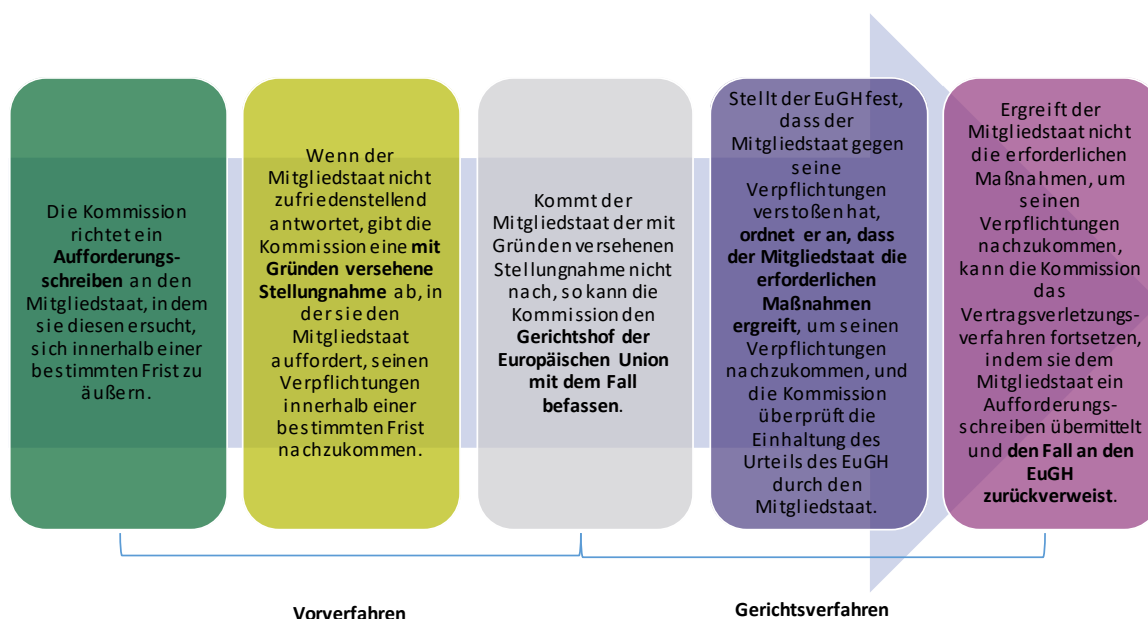 Die Kommission
richtet ein
Aufforderungs-
schreiben an den
Mitgliedstaat, in dem
sie diesen ersucht,
sich innerhalb einer
bestimmten Frist zu
äußern.
Wenn der
Mitgliedstaat nicht
zufriedenstellend
antwortet, gibt die
Kommission eine mit
Gründen versehene
Stellungnahme ab, in
der sie den
Mitgliedstaat
auffordert, seinen
Verpflichtungen
innerhalb einer
bestimmten Frist
nachzukommen.
Kommt der
Mitgliedstaat der mit
Gründen versehenen
Stellungnahme nicht
nach, so kann die
Kommission den
Gerichtshof der
Europäischen Union
mit dem Fall
befassen.
Stellt der EuGH fest,
dass der
Mitgliedstaat gegen
seine
Verpflichtungen
verstoßen hat,
ordnet er an, dass
der Mitgliedstaat die
erforderlichen
Maßnahmen
ergreift, um seinen
Verpflichtungen
nachzukommen, und
die Kommission
überprüft die
Einhaltung des
Urteils des EuGH
durch den
Mitgliedstaat.
Ergreift der
Mitgliedstaat nicht
die erforderlichen
Maßnahmen, um
seinen
Verpflichtungen
nachzukommen,
kann die Kommission
das
Vertragsverletzungs-
verfahren fortsetzen,
indem sie dem
Mitgliedstaat ein
Aufforderungs-
schreiben übermittelt
und den Fall an den
EuGH
zurückverweist.
Vorverfahren
Gerichtsverfahren